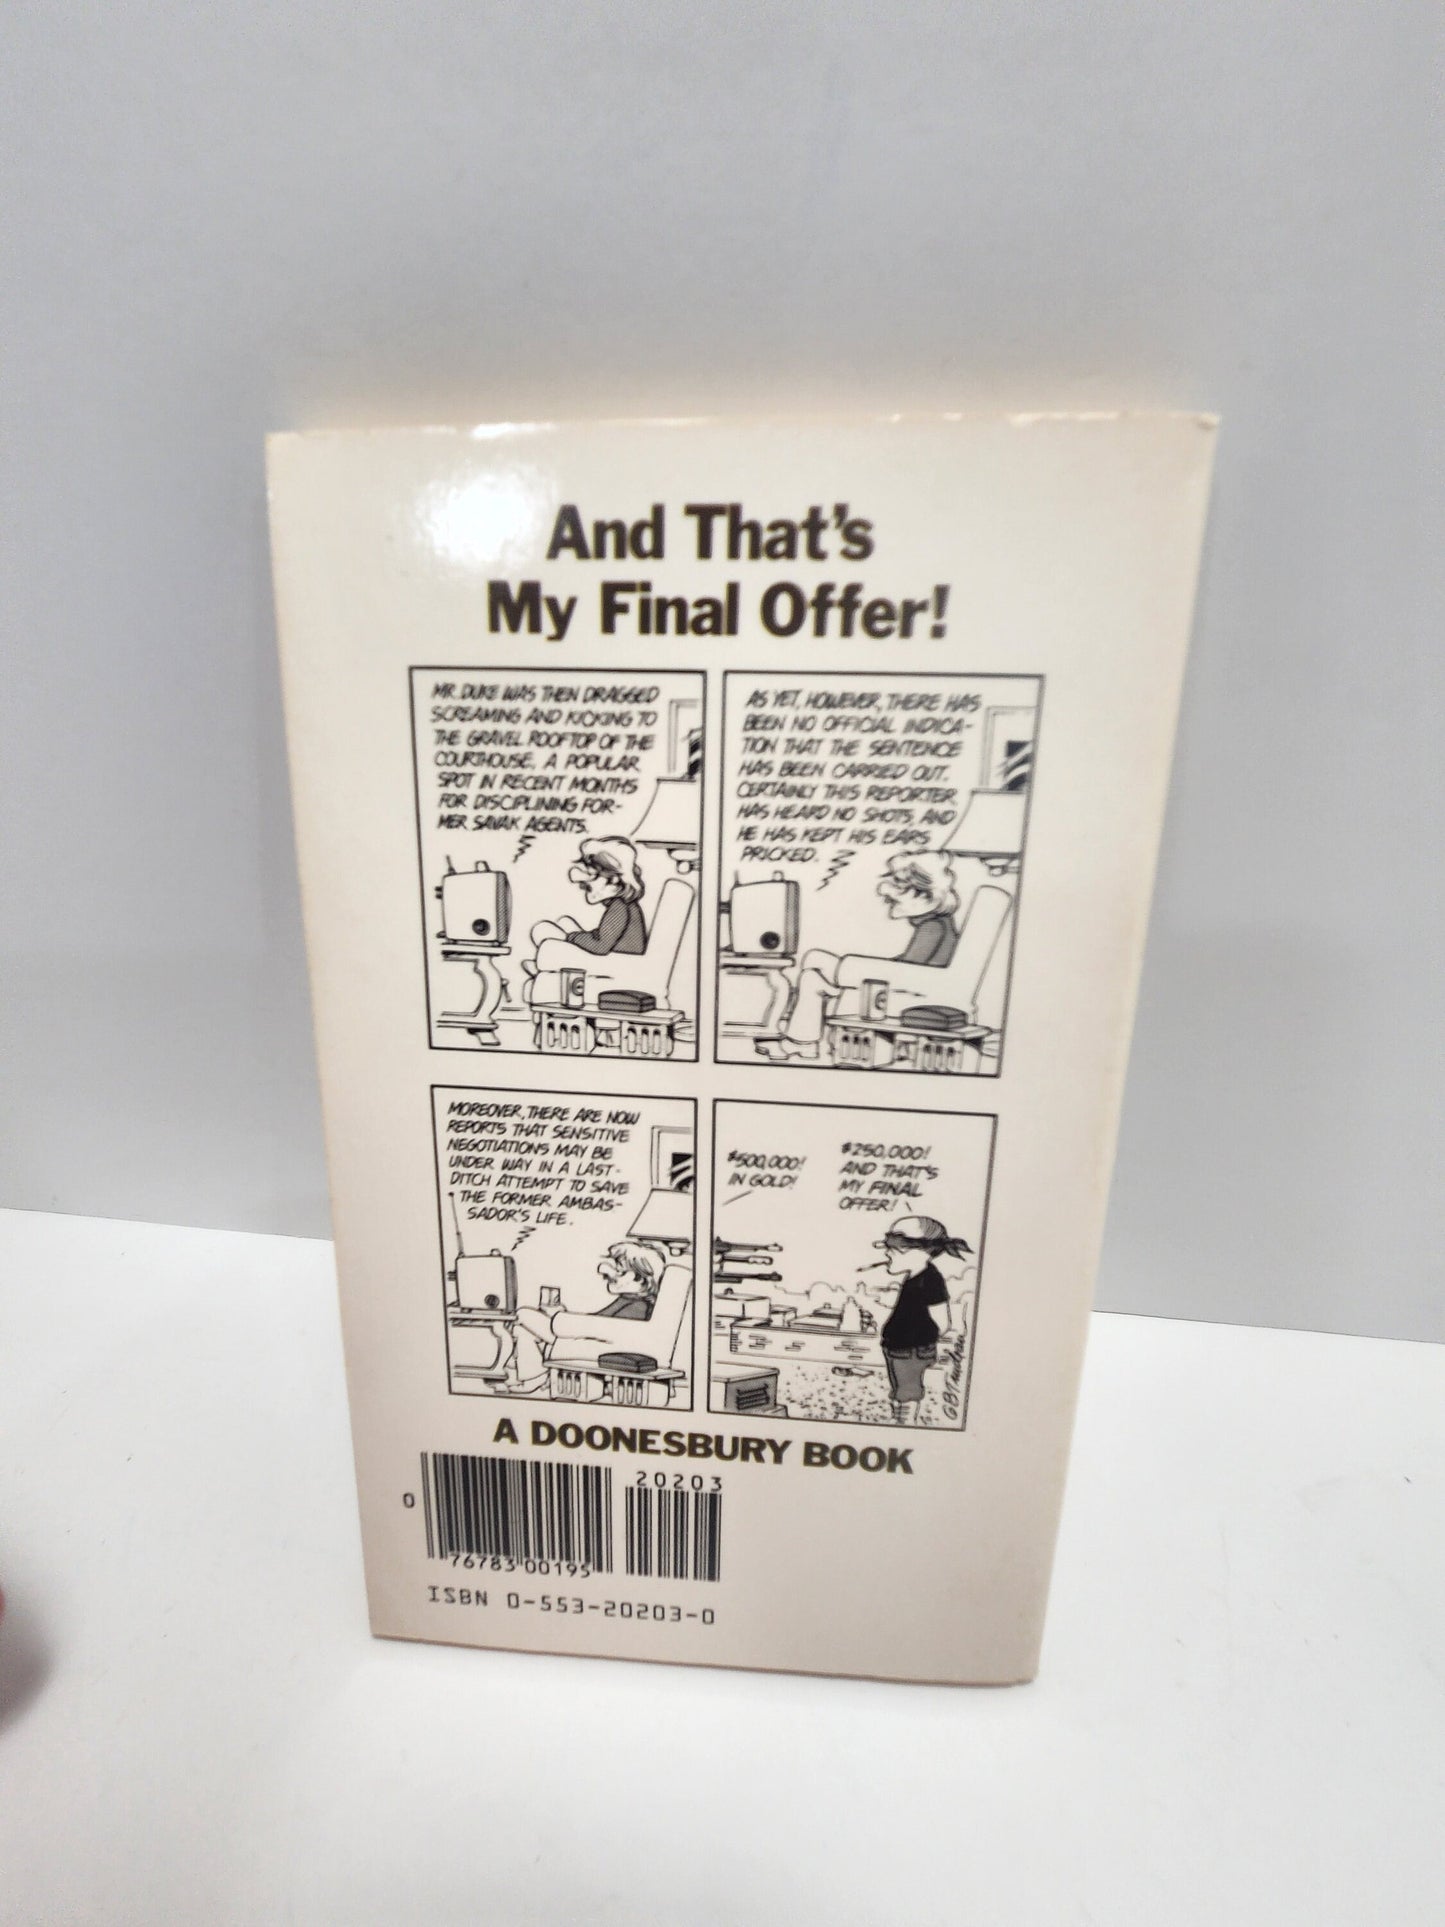 And That's
My Final Offer!
MR. DUKE WAS THEN DRAGGED
SCREAMING AND KICKING TO
THE GRAVEL ROOFTOP OF THE
COURTHOUSE, A POPULAR
SPOT IN RECENT MONTHS
FOR DISCIPLINING FOR-
MER SAVAK AGENTS.
AS YET, HOWEVER, THERE HAS
BEEN NO OFFICIAL INDICA-
TION THAT THE SENTENCE
HAS BEEN CARRIED OUT.
CERTAINLY THIS REPORTER
HAS HEARD NO SHOTS, AND
HE HAS KEPT HIS EARS
PRICKED.
MOREOVER, THERE ARE NOW
REPORTS THAT SENSITIVE
NEGOTIATIONS MAY BE
UNDER WAY IN A LAST-
DITCH ATTEMPT TO SAVE
THE FORMER AMBAS-
SADOR'S LIFE.
$500,000!
IN GOLD!
$250,000!
AND THAT'S
MY FINAL
OFFER!
GBTrudeau
A DOONESBURY BOOK
20203
0
76783 00195
ISBN 0-553-20203-0